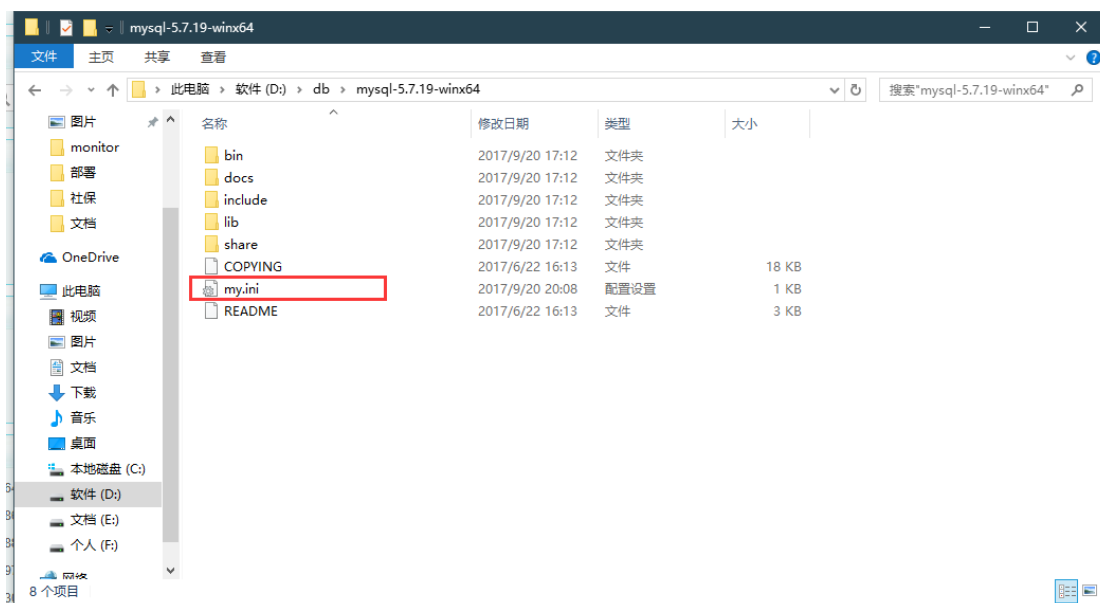 mysql-5.7.19-winx64
文件 主页 共享 查看
此电脑 软件 (D:) db mysql-5.7.19-winx64 搜索"mysql-5.7.19-winx64"
图片
monitor
部署
社保
文档
OneDrive
此电脑
视频
图片
文档
下载
音乐
桌面
本地磁盘 (C:)
软件 (D:)
文档 (E:)
个人 (F:)
网络
名称 修改日期 类型 大小
bin 2017/9/20 17:12 文件夹
docs 2017/9/20 17:12 文件夹
include 2017/9/20 17:12 文件夹
lib 2017/9/20 17:12 文件夹
share 2017/9/20 17:12 文件夹
COPYING 2017/6/22 16:13 文件 18 KB
my.ini 2017/9/20 20:08 配置设置 1 KB
README 2017/6/22 16:13 文件 3 KB
8 个项目